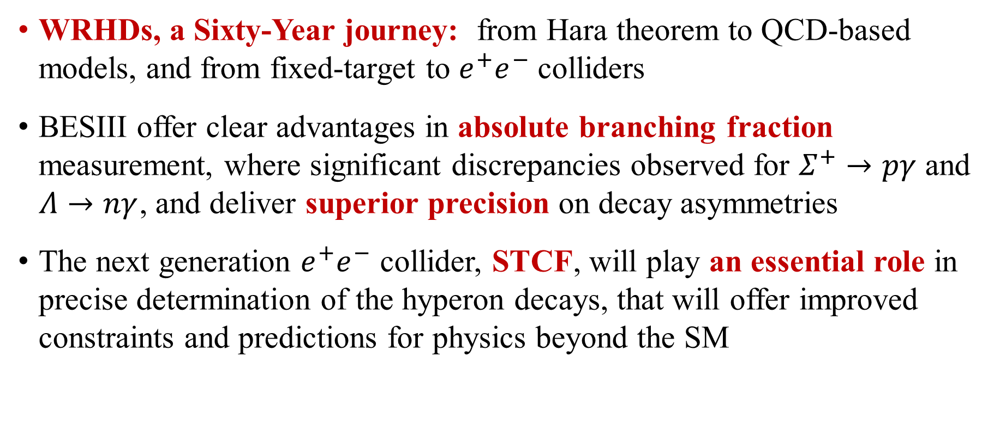 • WRHDs, a Sixty-Year journey: from Hara theorem to QCD-based
models, and from fixed-target to e⁺e⁻ colliders
• BESIII offer clear advantages in absolute branching fraction
measurement, where significant discrepancies observed for Σ⁺ → pγ and
Λ → nγ, and deliver superior precision on decay asymmetries
• The next generation e⁺e⁻ collider, STCF, will play an essential role in
precise determination of the hyperon decays, that will offer improved
constraints and predictions for physics beyond the SM